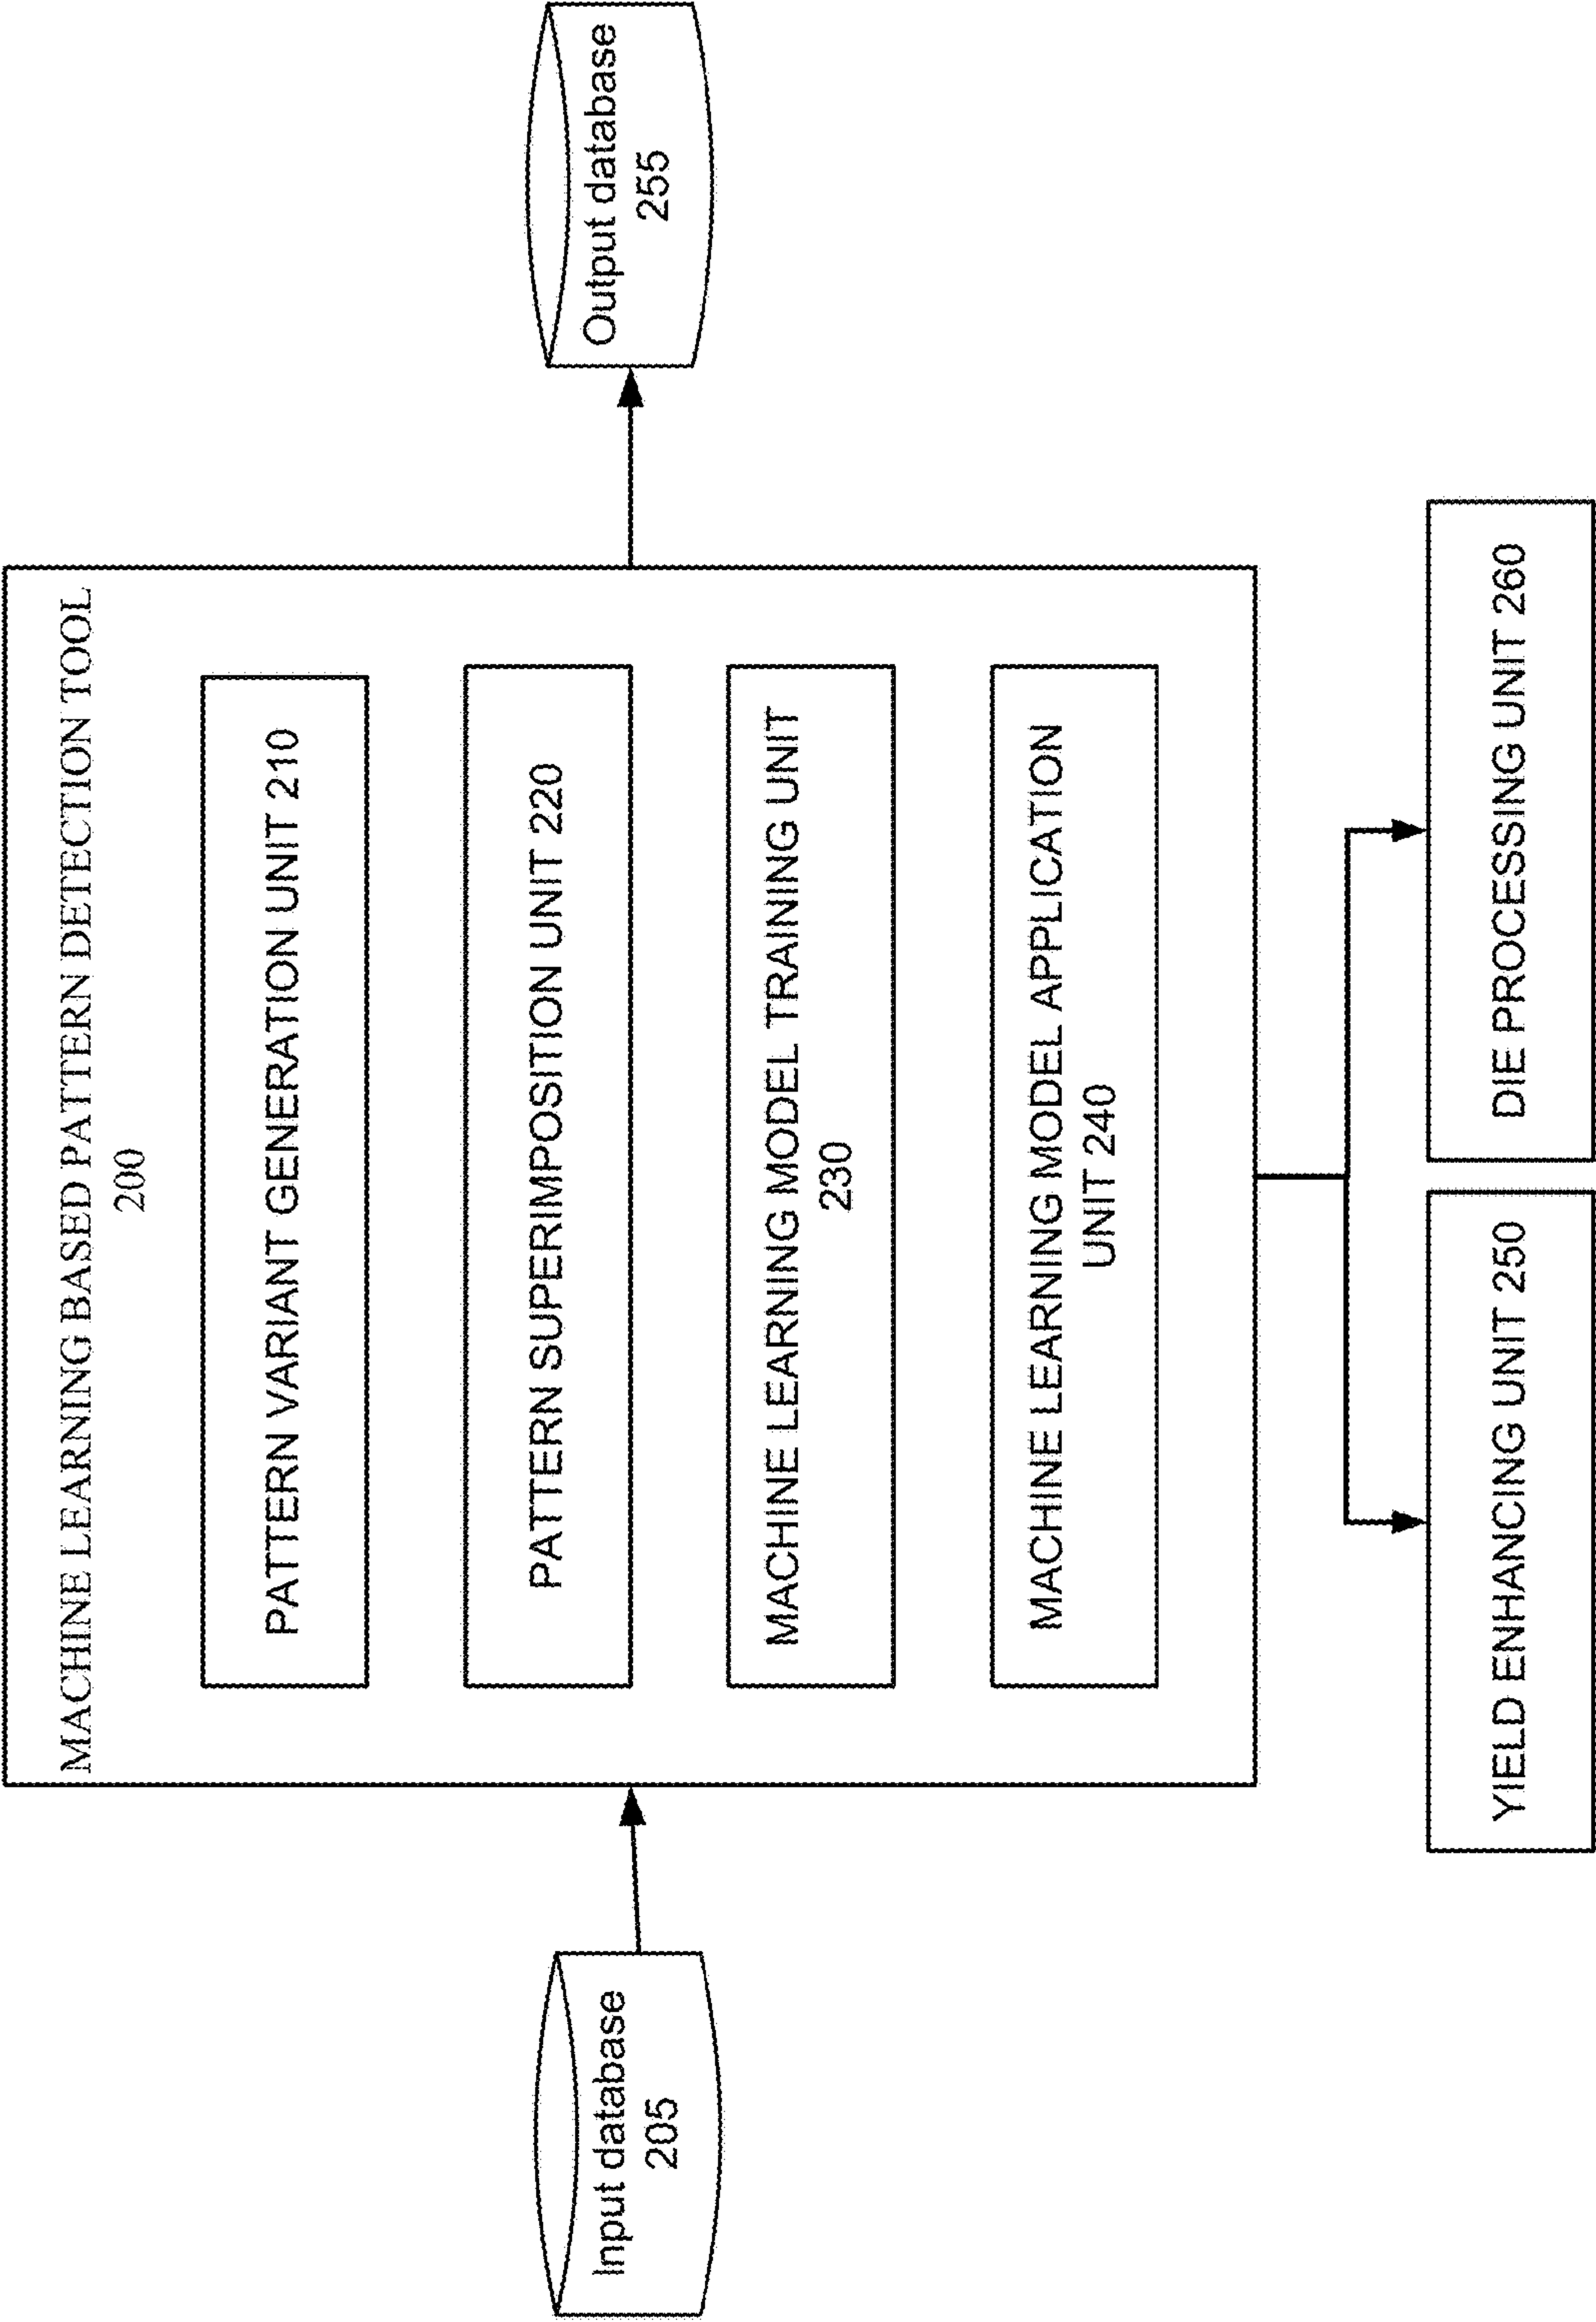 MACHINE LEARNING BASED PATTERN DETECTION TOOL
200
PATTERN VARIANT GENERATION UNIT 210
PATTERN SUPERIMPOSITION UNIT 220
MACHINE LEARNING MODEL TRAINING UNIT
230
MACHINE LEARNING MODEL APPLICATION
UNIT 240
Input database
205
Output database
255
YIELD ENHANCING UNIT 250
DIE PROCESSING UNIT 260